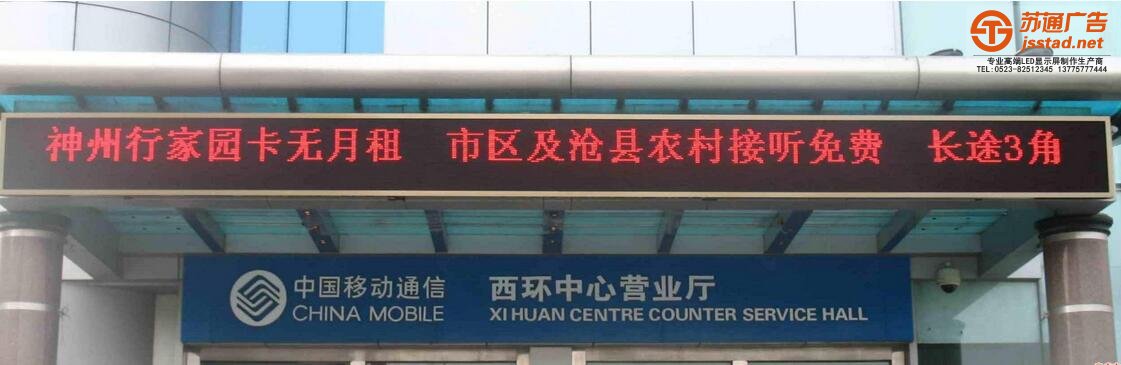 苏通广告
jsstad.net
专业高端LED显示屏制作生产商
TEL:0523-82512345 13775777444
神州行家园卡无月租 市区及沧县农村接听免费 长途3角
中国移动通信 西环中心营业厅
CHINA MOBILE XI HUAN CENTRE COUNTER SERVICE HALL